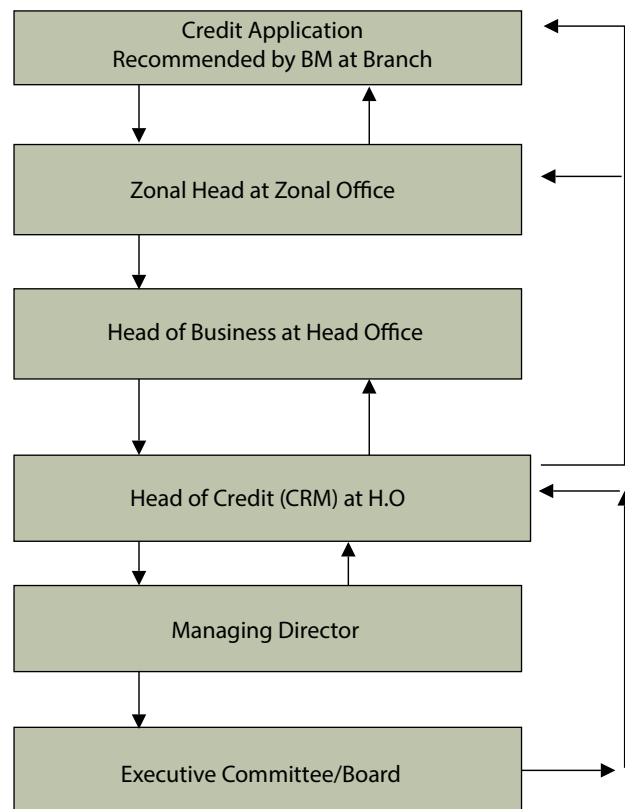 Credit Application
Recommended by BM at Branch
Zonal Head at Zonal Office
Head of Business at Head Office
Head of Credit (CRM) at H.O
Managing Director
Executive Committee/Board